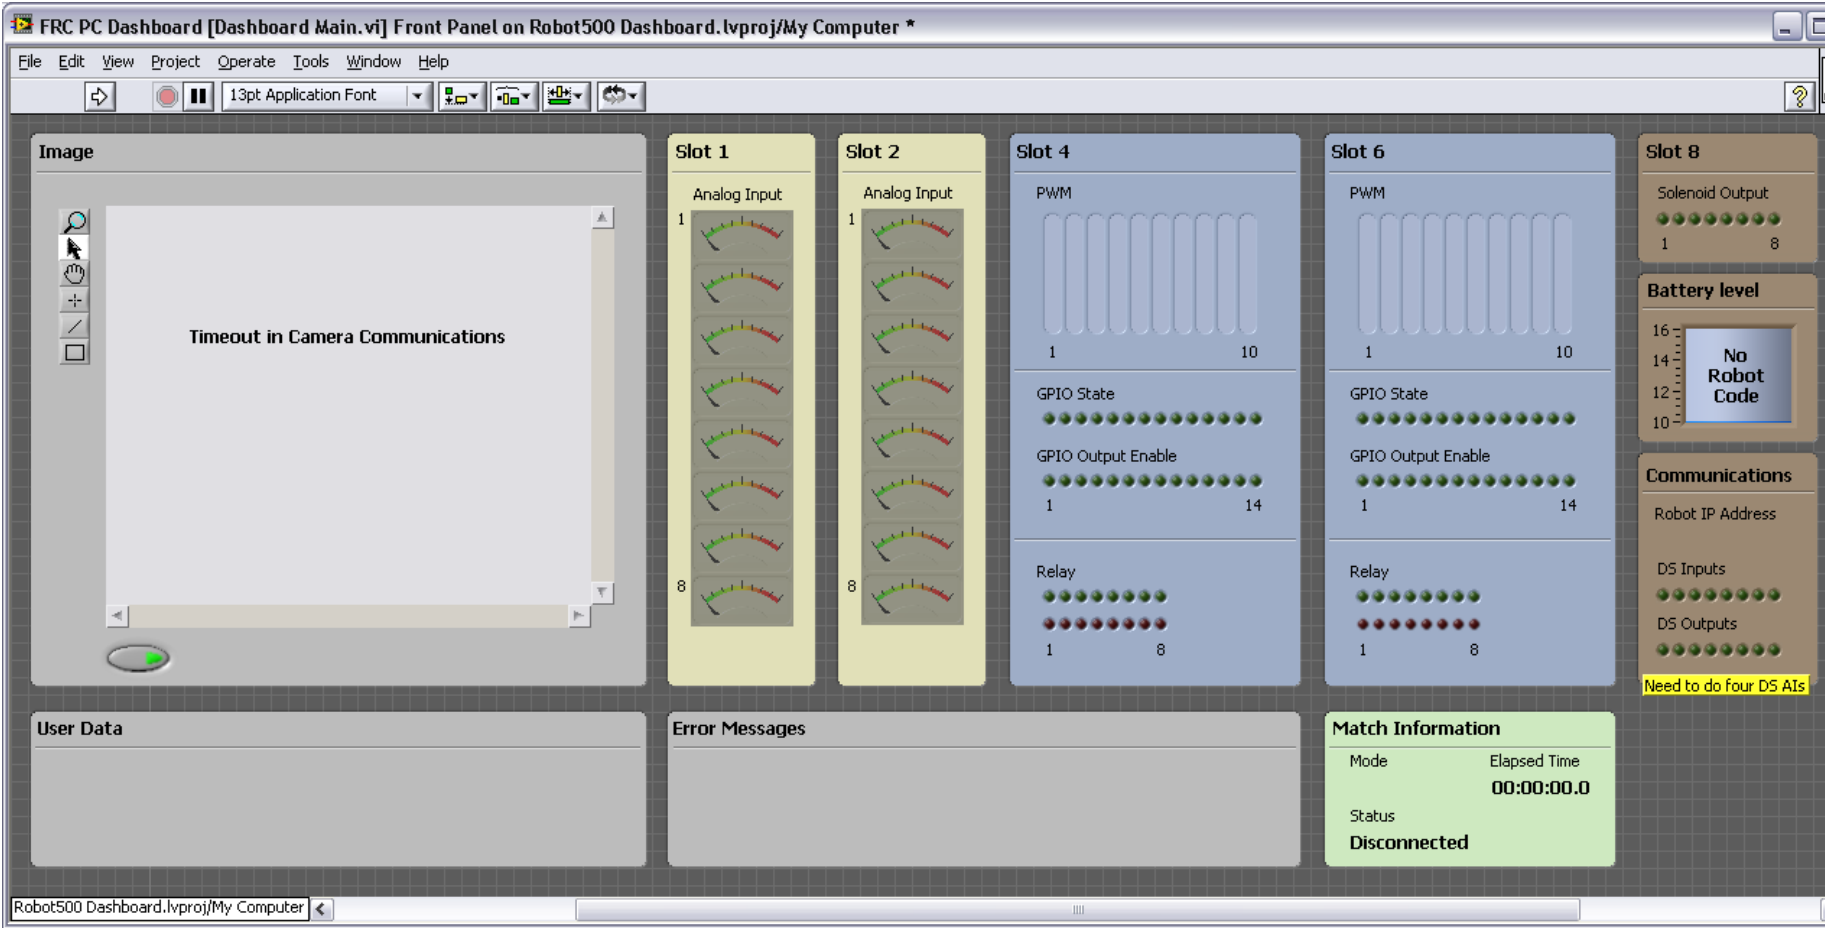 FRC PC Dashboard [Dashboard Main.vi] Front Panel on Robot500 Dashboard.lvproj/My Computer *
File Edit View Project Operate Tools Window Help
13pt Application Font
?
Image
Timeout in Camera Communications
Slot 1
Analog Input
1
8
Slot 2
Analog Input
1
8
Slot 4
PWM
1 10
GPIO State
GPIO Output Enable
1 14
Relay
1 8
Slot 6
PWM
1 10
GPIO State
GPIO Output Enable
1 14
Relay
1 8
Slot 8
Solenoid Output
1 8
Battery level
16
14
12
10
No
Robot
Code
Communications
Robot IP Address
DS Inputs
DS Outputs
Need to do four DS AIs
User Data
Error Messages
Match Information
Mode Elapsed Time
00:00:00.0
Status
Disconnected
Robot500 Dashboard.lvproj/My Computer